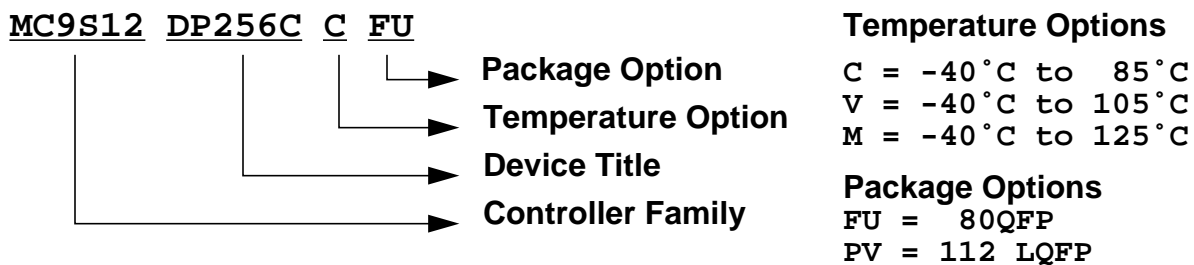 MC9S12 DP256C C FU
Package Option
Temperature Option
Device Title
Controller Family
Temperature Options
C = -40˚C to 85˚C
V = -40˚C to 105˚C
M = -40˚C to 125˚C
Package Options
FU = 80QFP
PV = 112 LQFP